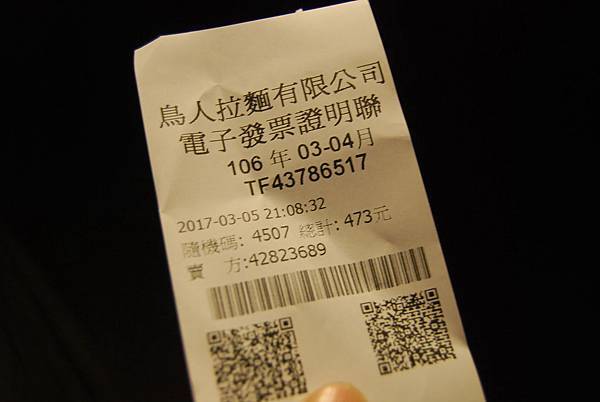 鳥人拉麵有限公司
電子發票證明聯
106 年 03-04月
TF43786517
2017-03-05 21:08:32
隨機碼: 4507 總計: 473元
賣 方:42823689